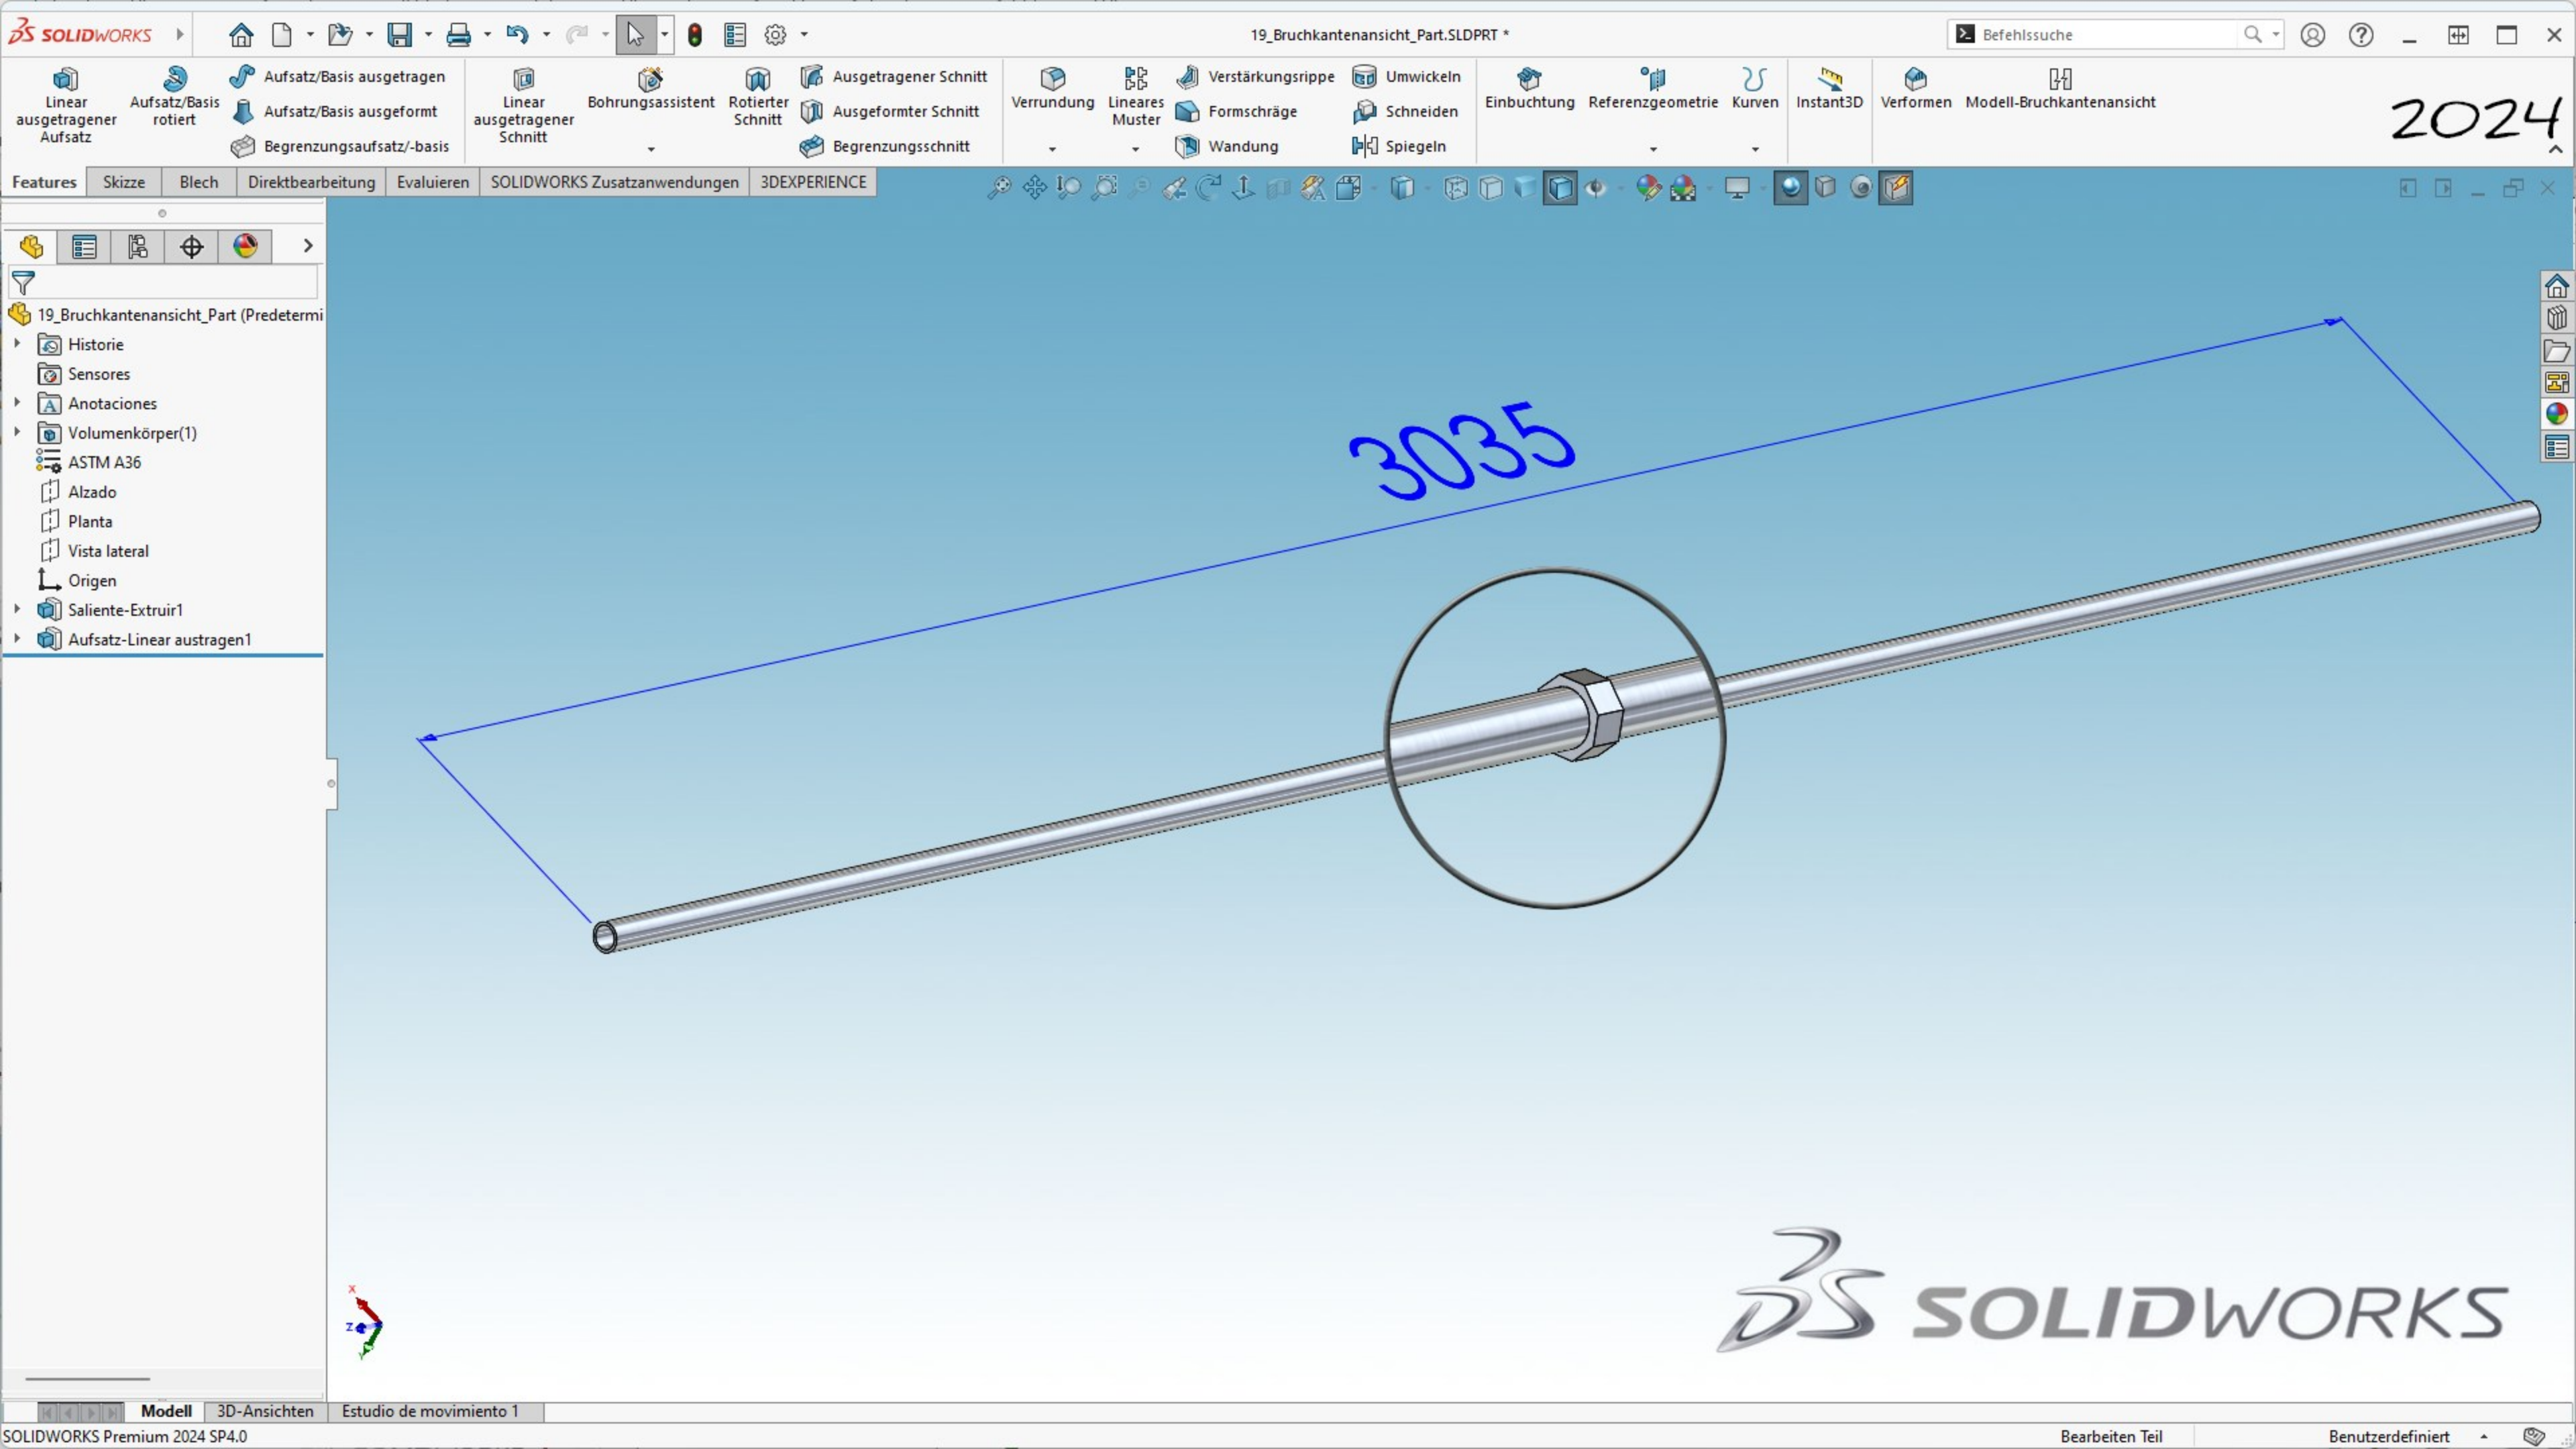 SOLIDWORKS
19_Bruchkantenansicht_Part.SLDPRT *
Befehlssuche
Linear ausgetragener Aufsatz
Aufsatz/Basis rotiert
Aufsatz/Basis ausgetragen
Aufsatz/Basis ausgeformt
Begrenzungsaufsatz/-basis
Linear ausgetragener Schnitt
Bohrungsassistent
Rotierter Schnitt
Ausgetragener Schnitt
Ausgeformter Schnitt
Begrenzungsschnitt
Verrundung
Lineares Muster
Verstärkungsrippe
Formschräge
Wandung
Umwickeln
Schneiden
Spiegeln
Einbuchtung
Referenzgeometrie
Kurven
Instant3D
Verformen
Modell-Bruchkantenansicht
2024
Features
Skizze
Blech
Direktbearbeitung
Evaluieren
SOLIDWORKS Zusatzanwendungen
3DEXPERIENCE
19_Bruchkantenansicht_Part (Predetermi
Historie
Sensores
Anotaciones
Volumenkörper(1)
ASTM A36
Alzado
Planta
Vista lateral
Origen
Saliente-Extruir1
Aufsatz-Linear austragen1
3035
X
Z
Y
SOLIDWORKS
Modell
3D-Ansichten
Estudio de movimiento 1
SOLIDWORKS Premium 2024 SP4.0
Bearbeiten Teil
Benutzerdefiniert